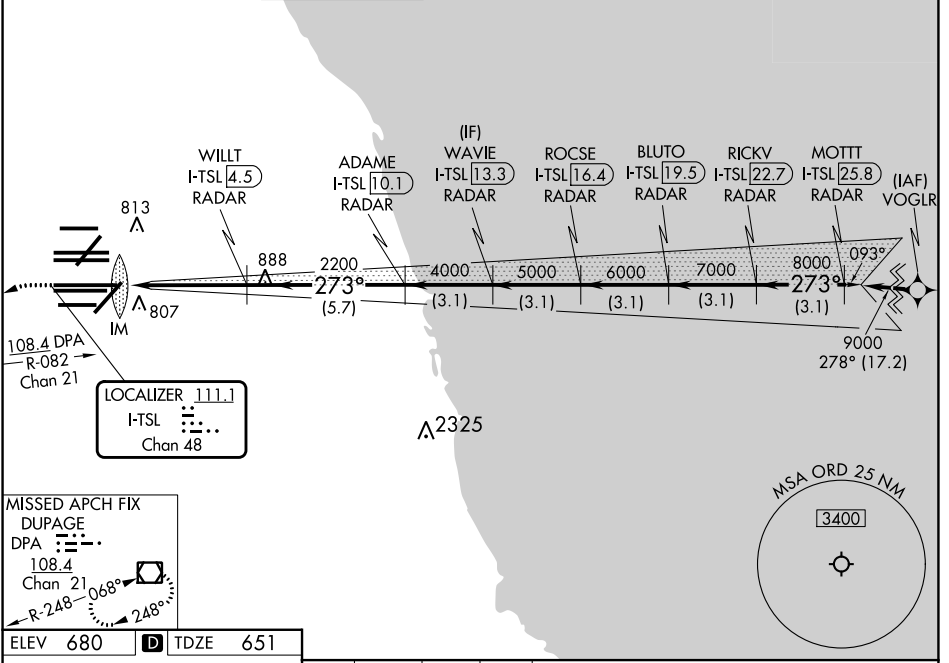 (IF)
WILLT
I-TSL 4.5
RADAR
ADAME
I-TSL 10.1
RADAR
WAVIE
I-TSL 13.3
RADAR
ROCSE
I-TSL 16.4
RADAR
BLUTO
I-TSL 19.5
RADAR
RICKV
I-TSL 22.7
RADAR
MOTTT
I-TSL 25.8
RADAR
(IAF)
VOGLR
813
888
2200
4000
5000
6000
7000
8000
093°
273°
273°
(5.7)
(3.1)
(3.1)
(3.1)
(3.1)
(3.1)
807
IM
9000
278° (17.2)
108.4 DPA
R-082
Chan 21
LOCALIZER 111.1
I-TSL
Chan 48
2325
MSA ORD 25 NM
3400
MISSED APCH FIX
DUPAGE
DPA
108.4
Chan 21
R-248
068°
248°
ELEV 680 D TDZE 651